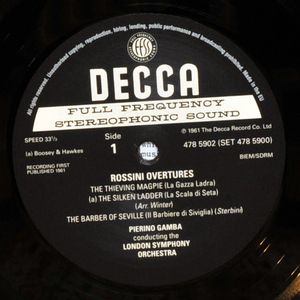 All rights reserved. Unauthorised copying, reproduction, hiring, lending, public performance and broadcasting prohibited. Made in the EU
DECCA
FULL FREQUENCY
STEREOPHONIC SOUND
SPEED 33⅓
Side
1
℗ 1961 The Decca Record Co. Ltd
(a) Boosey & Hawkes
478 5902 (SET 478 5900)
RECORDING FIRST
PUBLISHED 1961
BIEM/SDRM
ROSSINI OVERTURES
THE THIEVING MAGPIE (La Gazza Ladra)
(a) THE SILKEN LADDER (La Scala di Seta)
(Arr. Winter)
THE BARBER OF SEVILLE (Il Barbiere di Siviglia) (Sterbini)
PIERINO GAMBA
conducting the
LONDON SYMPHONY
ORCHESTRA